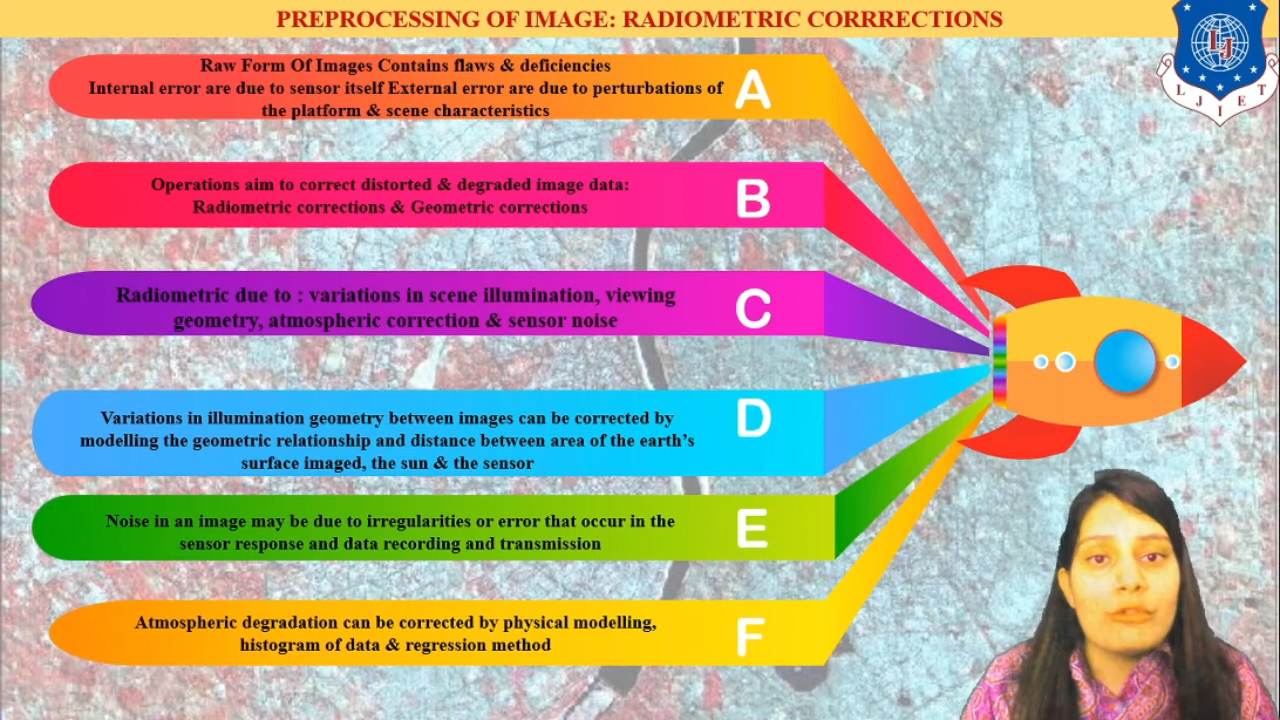 PREPROCESSING OF IMAGE: RADIOMETRIC CORRRECTIONS
Raw Form Of Images Contains flaws & deficiencies
Internal error are due to sensor itself External error are due to perturbations of
the platform & scene characteristics
A
Operations aim to correct distorted & degraded image data:
Radiometric corrections & Geometric corrections
B
Radiometric due to : variations in scene illumination, viewing
geometry, atmospheric correction & sensor noise
C
Variations in illumination geometry between images can be corrected by
modelling the geometric relationship and distance between area of the earth's
surface imaged, the sun & the sensor
D
Noise in an image may be due to irregularities or error that occur in the
sensor response and data recording and transmission
E
Atmospheric degradation can be corrected by physical modelling,
histogram of data & regression method
F
LJ
LJIET